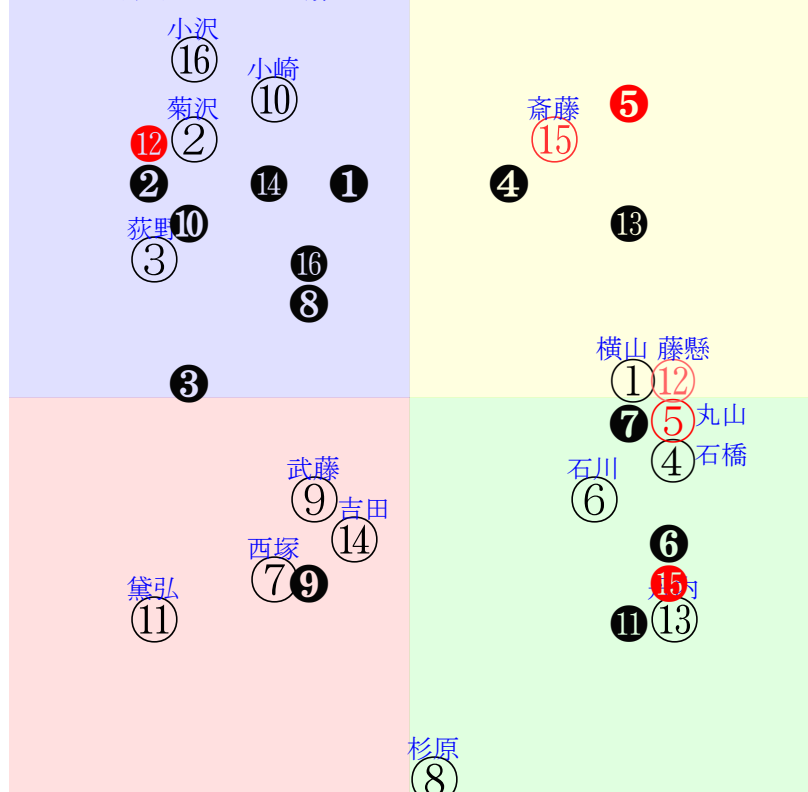 小沢
⑯
小崎
⑩
菊沢
②
⓬
斎藤
⑮
❺
❷
⓮
❶
❹
荻野
③
❿
⓭
⓰
❽
横山
①
藤懸
⑫
❸
❼
⑤
丸山
④
石橋
武藤
⑨
石川
⑥
吉田
⑭
西塚
⑦
❾
❻
黛弘
⑪
⓯
内
⓫
⑬
杉原
⑧